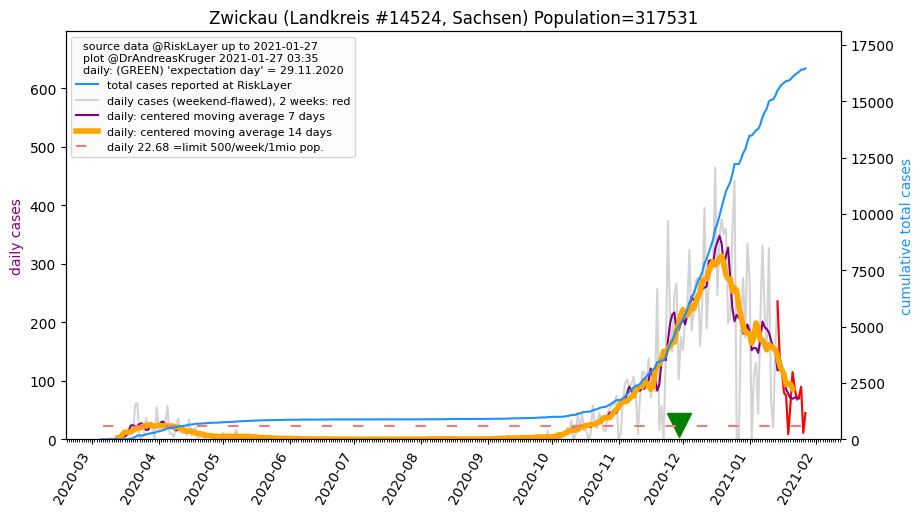 Zwickau (Landkreis #14524, Sachsen) Population=317531
source data @RiskLayer up to 2021-01-27
plot @DrAndreasKruger 2021-01-27 03:35
daily: (GREEN) 'expectation day' = 29.11.2020
total cases reported at RiskLayer
daily cases (weekend-flawed), 2 weeks: red
daily: centered moving average 7 days
daily: centered moving average 14 days
daily 22.68 =limit 500/week/1mio pop.
daily cases
600
500
400
300
200
100
0
17500
15000
12500
10000
7500
5000
2500
0
cumulative total cases
2020-03
2020-04
2020-05
2020-06
2020-07
2020-08
2020-09
2020-10
2020-11
2020-12
2021-01
2021-02